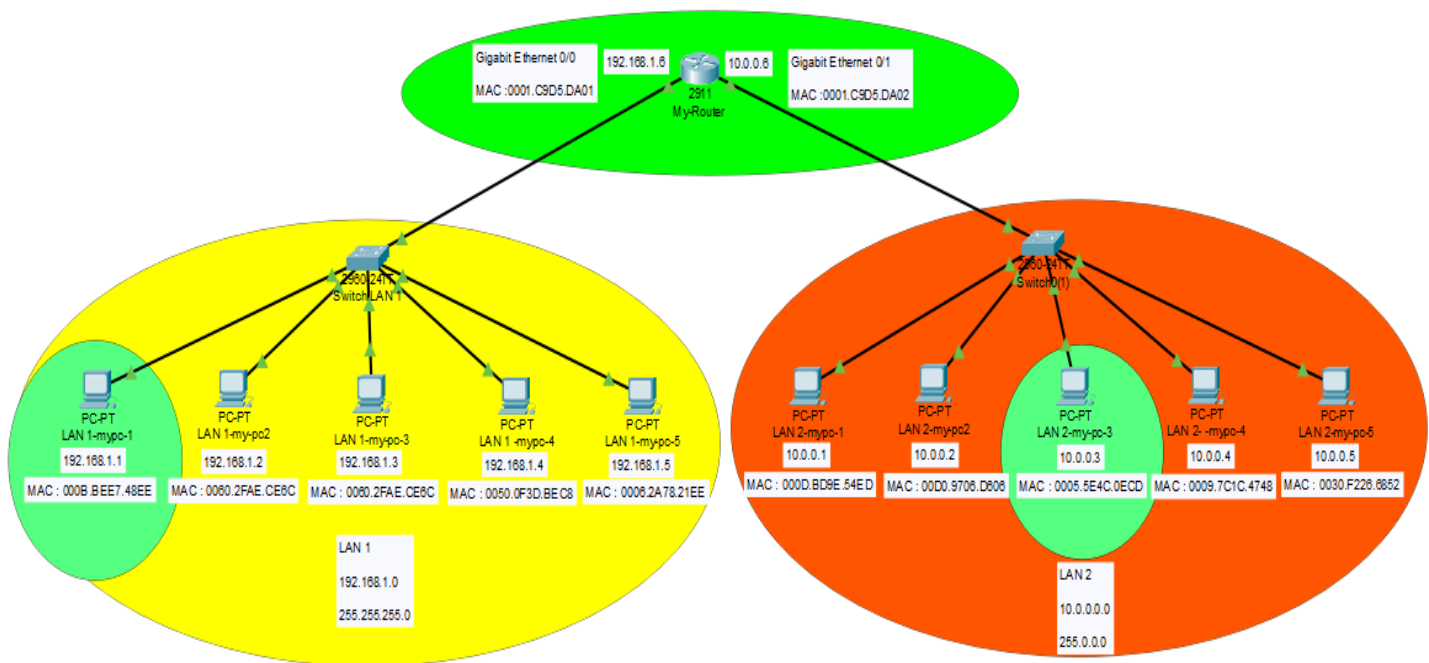 Gigabit Ethernet 0/0
MAC :0001.C9D5.DA01
192.168.1.6
10.0.0.6
Gigabit Ethernet 0/1
MAC :0001.C9D5.DA02
2911
My-Router
2960-24TT
Switch LAN 1
2960-24TT
Switch0(1)
PC-PT
LAN 1-mypc-1
192.168.1.1
MAC : 000B.BEE7.48EE
PC-PT
LAN 1-my-pc2
192.168.1.2
MAC : 0060.2FAE.CE6C
PC-PT
LAN 1-my-pc-3
192.168.1.3
MAC : 0060.2FAE.CE6C
PC-PT
LAN 1 -mypc-4
192.168.1.4
MAC : 0050.0F3D.BEC8
PC-PT
LAN 1-my-pc-5
192.168.1.5
MAC : 0006.2A78.21EE
PC-PT
LAN 2-mypc-1
10.0.0.1
MAC : 000D.BD9E.54ED
PC-PT
LAN 2-my-pc2
10.0.0.2
MAC : 00D0.9706.D606
PC-PT
LAN 2-my-pc-3
10.0.0.3
MAC : 0005.5E4C.0ECD
PC-PT
LAN 2- -mypc-4
10.0.0.4
MAC : 0009.7C1C.4748
PC-PT
LAN 2-my-pc-5
10.0.0.5
MAC : 0030.F226.6852
LAN 1
192.168.1.0
255.255.255.0
LAN 2
10.0.0.0.0
255.0.0.0